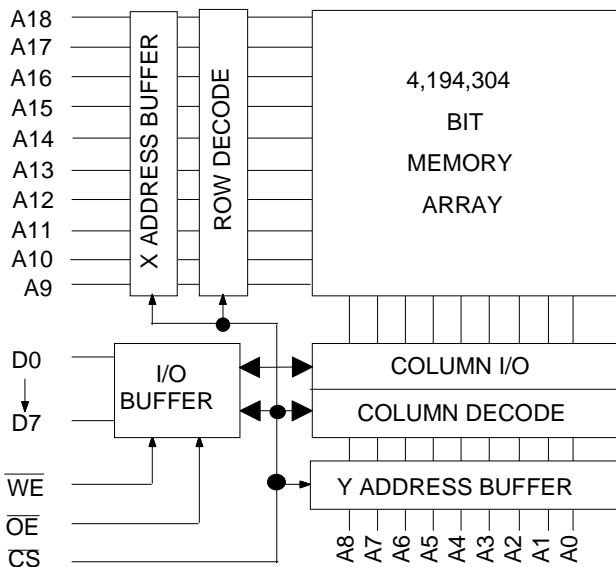 A18
A17
A16
A15
A14
A13
A12
A11
A10
A9
X ADDRESS BUFFER
ROW DECODE
4,194,304
BIT
MEMORY
ARRAY
D0
D7
I/O
BUFFER
COLUMN I/O
COLUMN DECODE
Y ADDRESS BUFFER
WE
OE
CS
A8
A7
A6
A5
A4
A3
A2
A1
A0